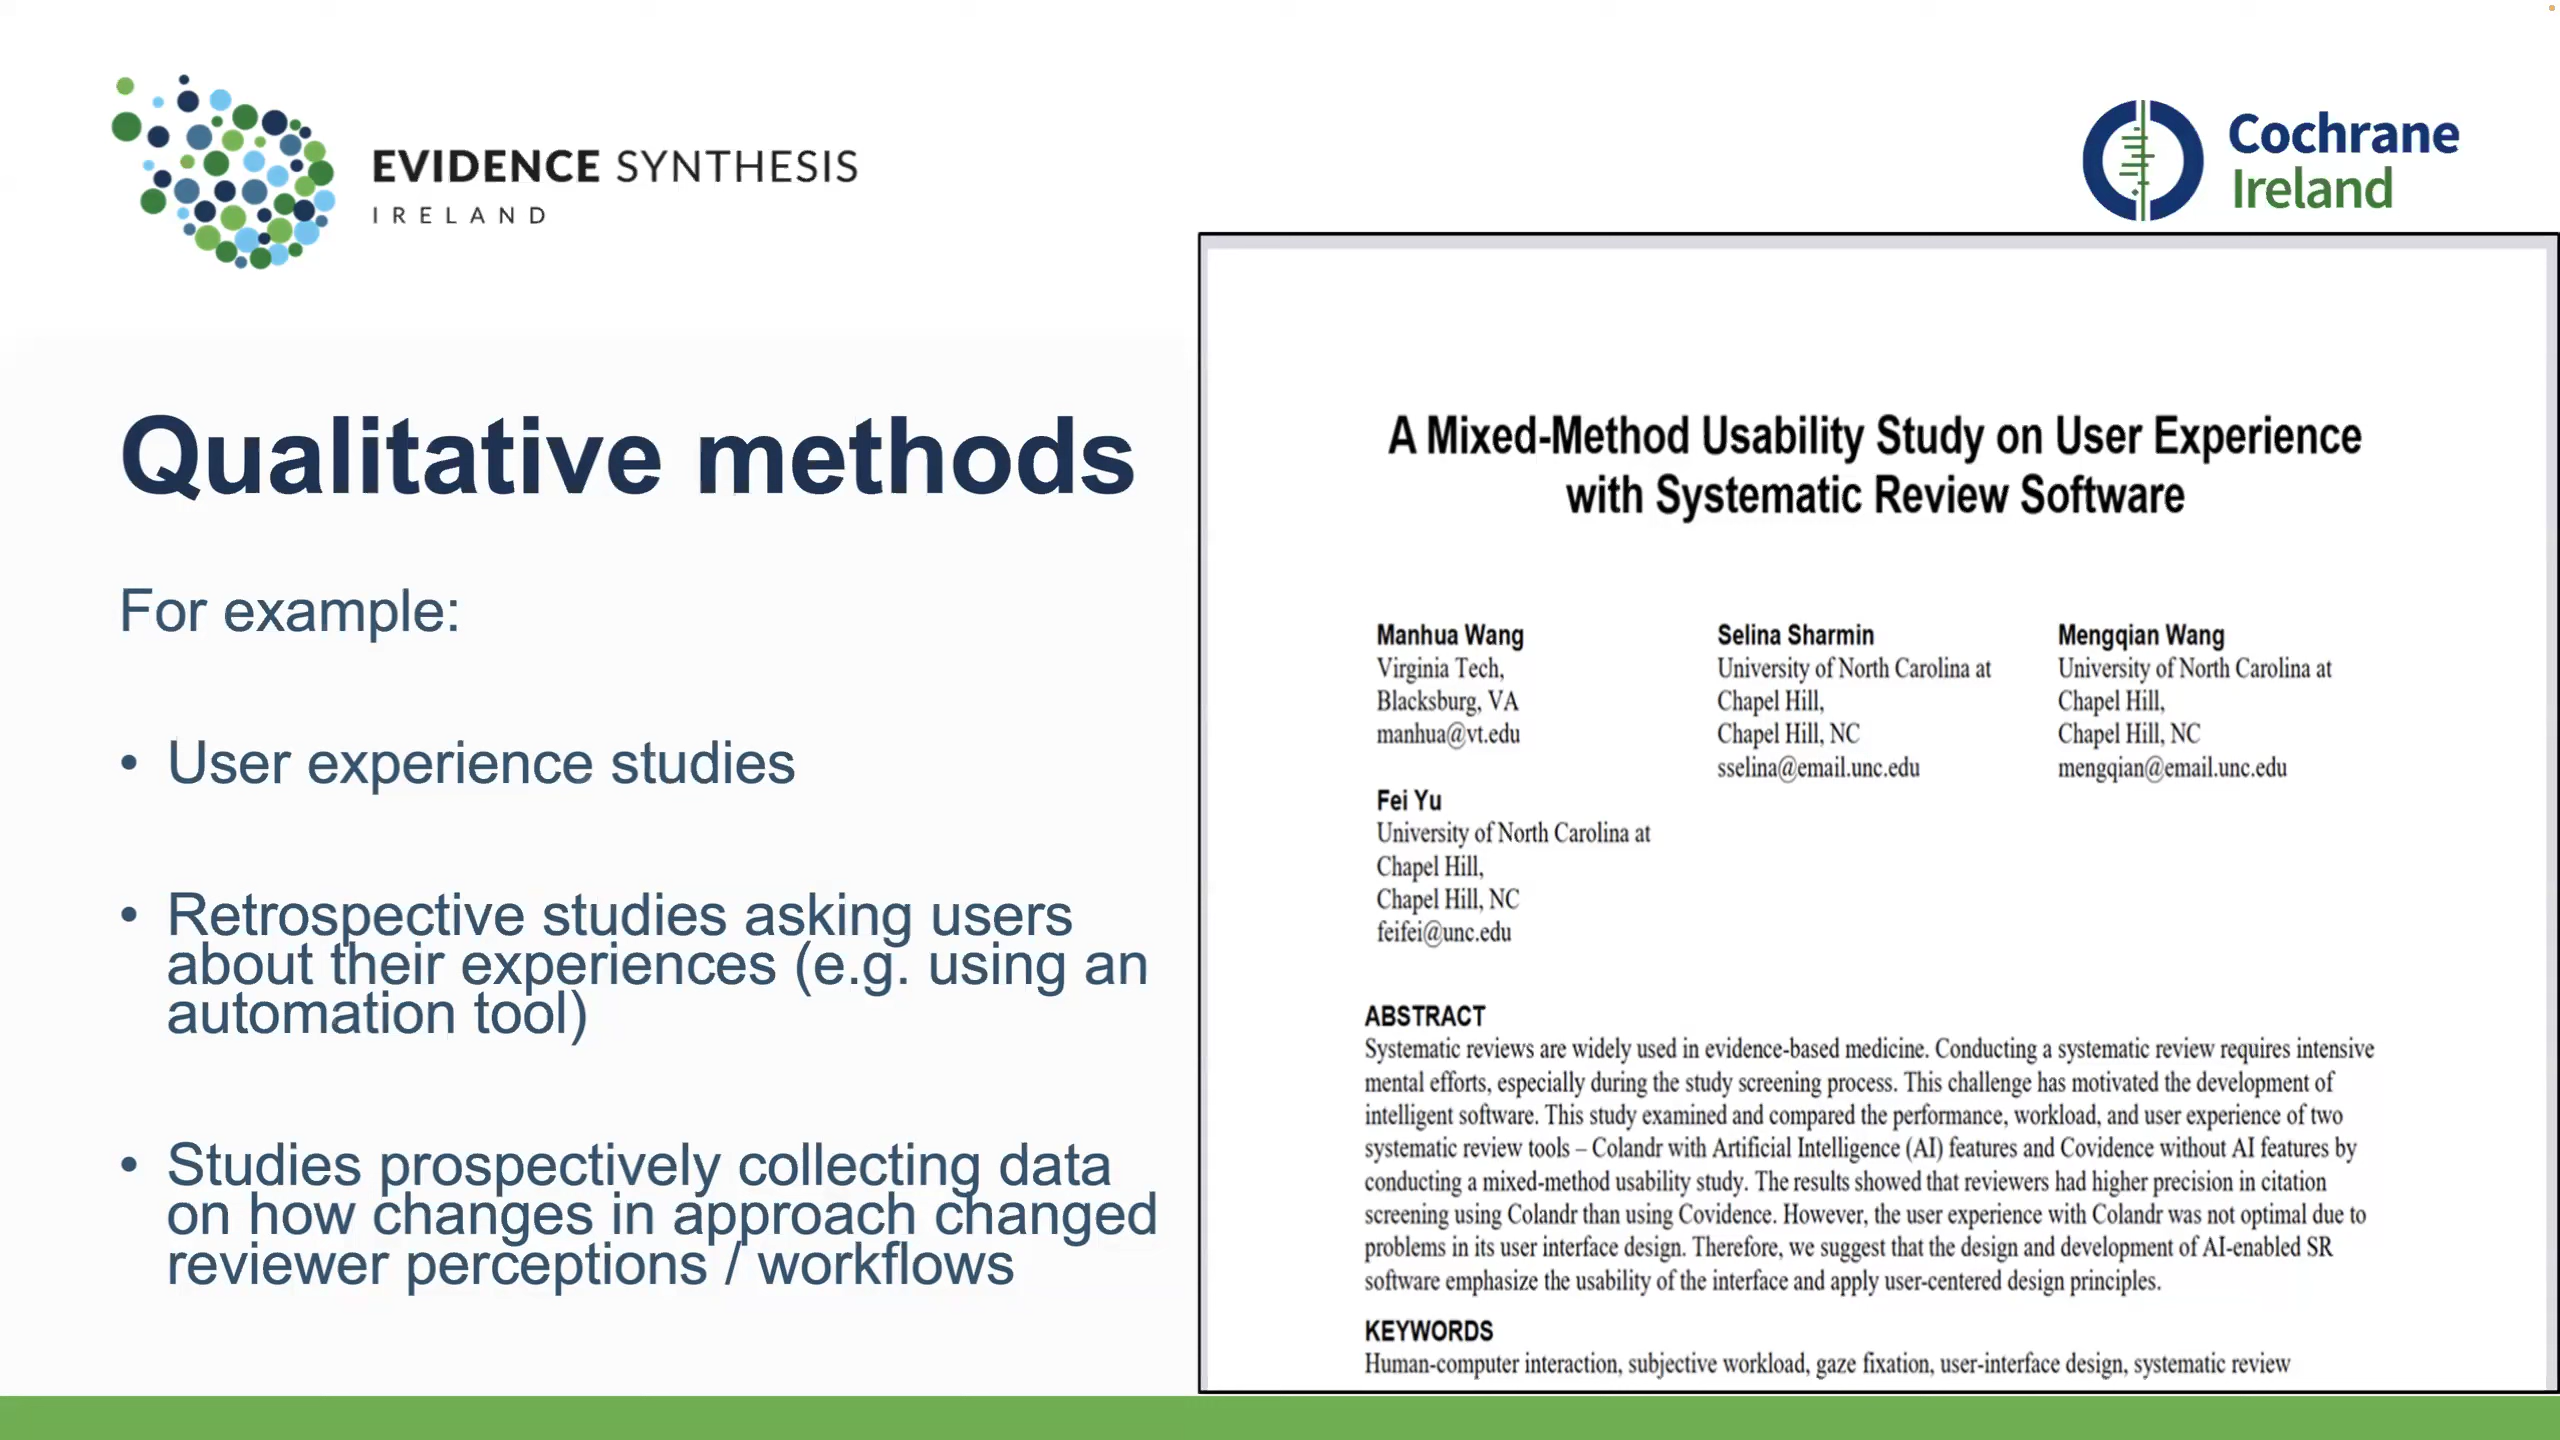 EVIDENCE SYNTHESIS
IRELAND
Cochrane
Ireland
Qualitative methods
For example:
• User experience studies
• Retrospective studies asking users
about their experiences (e.g. using an
automation tool)
• Studies prospectively collecting data
on how changes in approach changed
reviewer perceptions / workflows
A Mixed-Method Usability Study on User Experience
with Systematic Review Software
Manhua Wang
Virginia Tech,
Blacksburg, VA
manhua@vt.edu
Selina Sharmin
University of North Carolina at
Chapel Hill,
Chapel Hill, NC
sselina@email.unc.edu
Mengqian Wang
University of North Carolina at
Chapel Hill,
Chapel Hill, NC
mengqian@email.unc.edu
Fei Yu
University of North Carolina at
Chapel Hill,
Chapel Hill, NC
feifei@unc.edu
ABSTRACT
Systematic reviews are widely used in evidence-based medicine. Conducting a systematic review requires intensive
mental efforts, especially during the study screening process. This challenge has motivated the development of
intelligent software. This study examined and compared the performance, workload, and user experience of two
systematic review tools – Colandr with Artificial Intelligence (AI) features and Covidence without AI features by
conducting a mixed-method usability study. The results showed that reviewers had higher precision in citation
screening using Colandr than using Covidence. However, the user experience with Colandr was not optimal due to
problems in its user interface design. Therefore, we suggest that the design and development of AI-enabled SR
software emphasize the usability of the interface and apply user-centered design principles.
KEYWORDS
Human-computer interaction, subjective workload, gaze fixation, user-interface design, systematic review